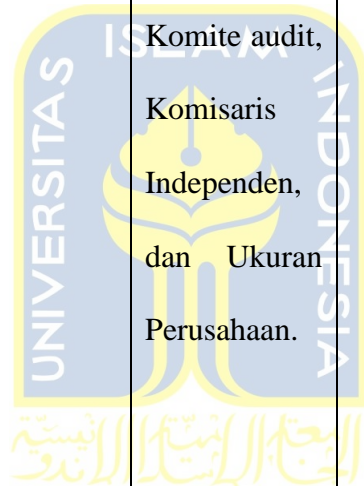 ISLAM
UNIVERSITAS
INDONESIA
Komite audit,
Komisaris
Independen,
dan Ukuran
Perusahaan.